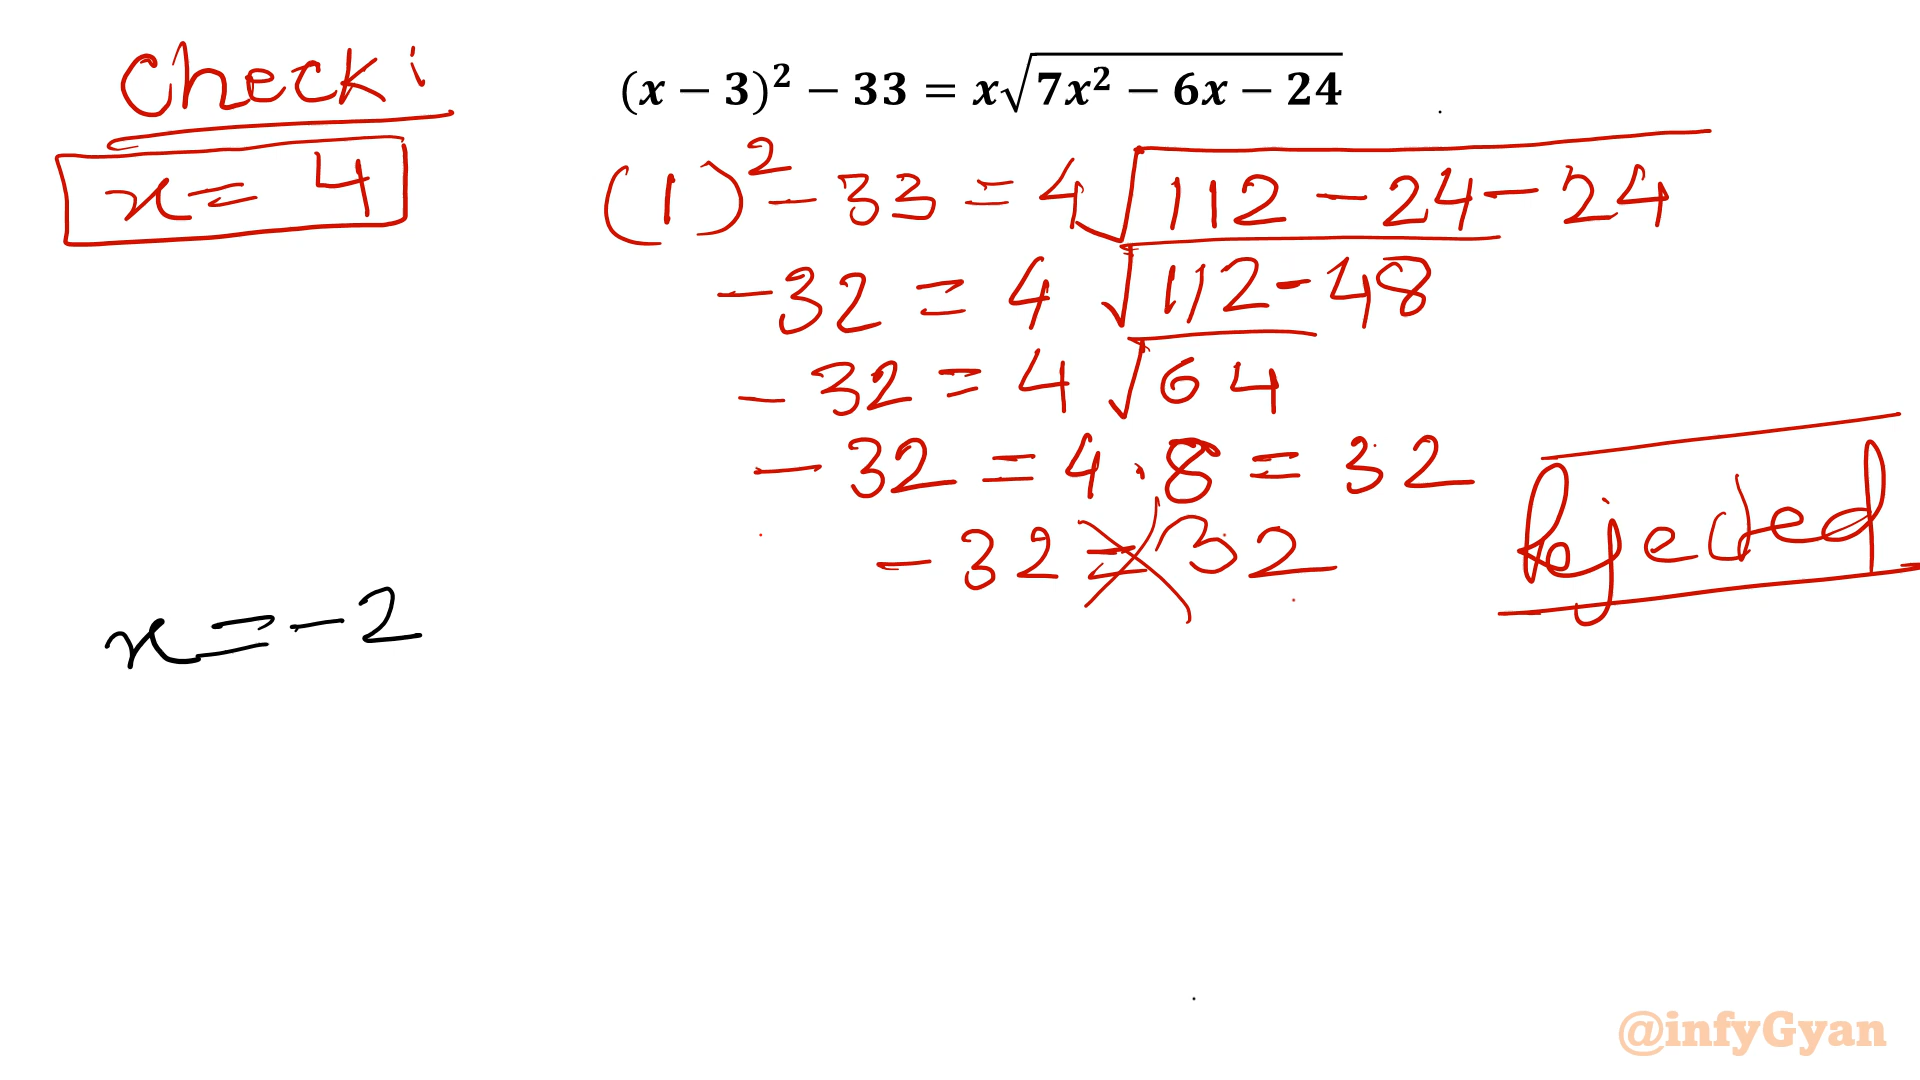 Check:
(x − 3)² − 33 = x√7x² − 6x − 24
x = 4
(1)² − 33 = 4√112 − 24 − 24
− 32 = 4 √112 − 48
− 32 = 4 √64
− 32 = 4 · 8 = 32
− 32 = 32
Rejected
x = − 2
@infyGyan